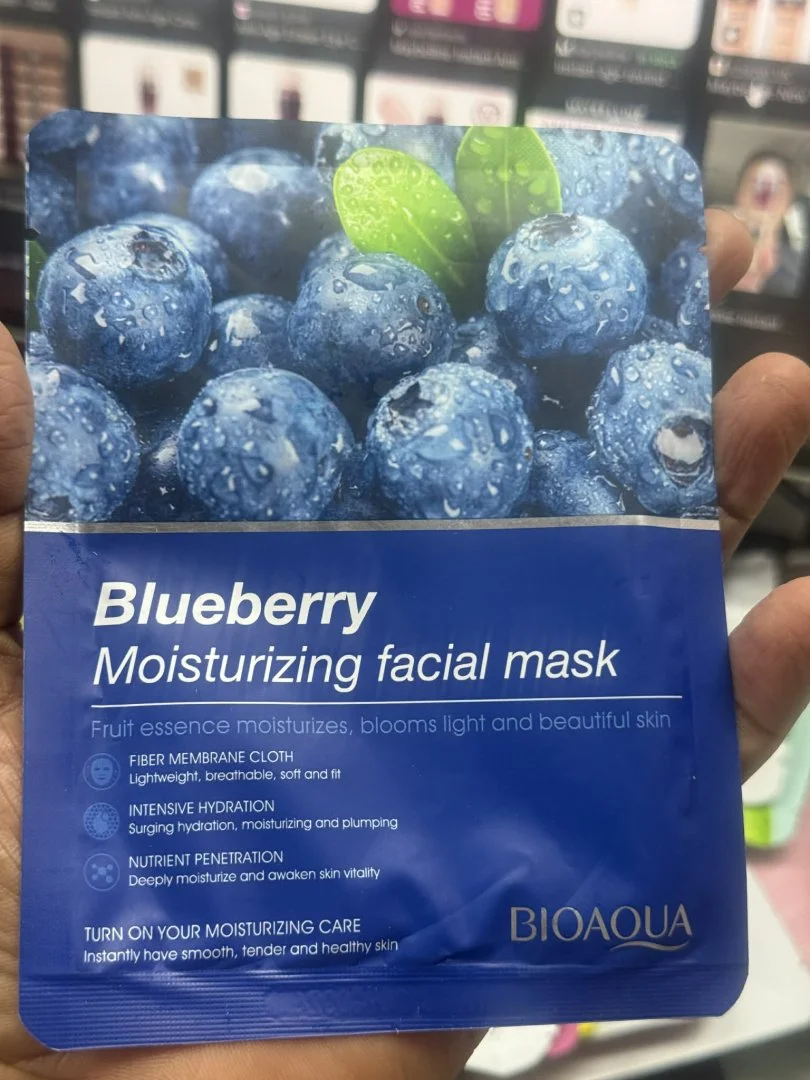 Blueberry
Moisturizing facial mask
Fruit essence moisturizes, blooms light and beautiful skin
FIBER MEMBRANE CLOTH
Lightweight, breathable, soft and fit
INTENSIVE HYDRATION
Surging hydration, moisturizing and plumping
NUTRIENT PENETRATION
Deeply moisturize and awaken skin vitality
TURN ON YOUR MOISTURIZING CARE
Instantly have smooth, tender and healthy skin
BIOAQUA